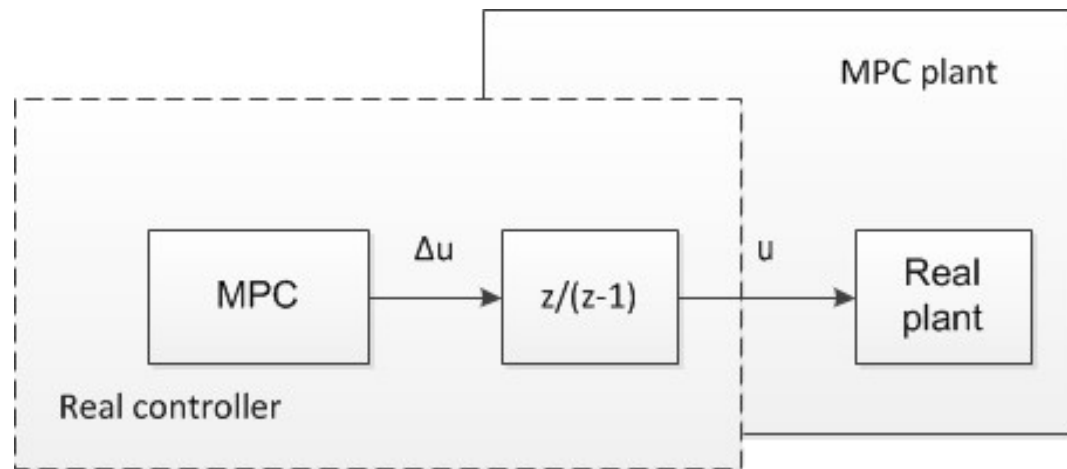 MPC plant
MPC
Δu
z/(z-1)
u
Real
plant
Real controller